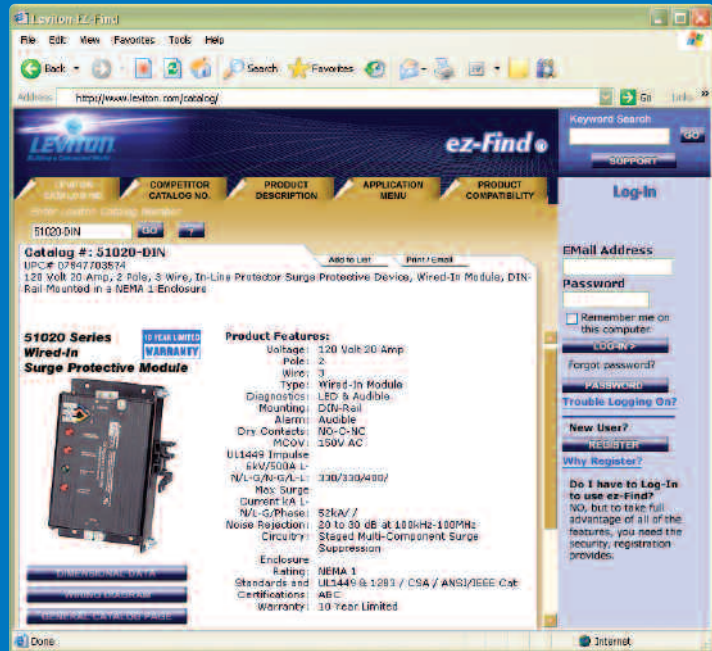 Leviton EZ-Find
File Edit View Favorites Tools Help
Back Search Favorites
Address http://www.leviton.com/catalog/ Go Links
LEVITON
ez-Find
Keyword Search
GO
SUPPORT
LEVITON CATALOG NO.
COMPETITOR CATALOG NO.
PRODUCT DESCRIPTION
APPLICATION MENU
PRODUCT COMPATIBILITY
Enter Leviton Catalog Number
51020-DIN GO ?
Catalog #: 51020-DIN
Add to List Print / Email
UPC# 07847703574
120 Volt 20 Amp, 2 Pole, 3 Wire, In-Line Protector Surge Protective Device, Wired-In Module, DIN-
Rail Mounted in a NEMA 1 Enclosure
51020 Series
Wired-In
Surge Protective Module
10 YEAR LIMITED
WARRANTY
Product Features:
Voltage: 120 Volt 20 Amp
Pole: 2
Wire: 3
Type: Wired-In Module
Diagnostics: LED & Audible
Mounting: DIN-Rail
Alarm: Audible
Dry Contacts: NO-C-NC
MCOV: 150V AC
UL1449 Impulse
6kV/500A L-
N/L-G/N-G/L-L: 330/330/400/
Max Surge
Current kA L-
N/L-G/Phase: 52kA/ /
Noise Rejection: 20 to 30 dB at 100kHz-100MHz
Circuitry: Staged Multi-Component Surge
Suppression
Enclosure
Rating: NEMA 1
Standards and UL1449 & 1283 / CSA / ANSI/IEEE Cat
Certifications: ABC
Warranty: 10 Year Limited
DIMENSIONAL DATA
WIRING DIAGRAM
GENERAL CATALOG PAGE
Log-In
EMail Address
Password
Remember me on
this computer
LOG-IN >
Forgot password?
PASSWORD
Trouble Logging On?
New User?
REGISTER
Why Register?
Do I have to Log-In
to use ez-Find?
NO, but to take full
advantage of all of the
features, you need the
security, registration
provides.
Done
Internet